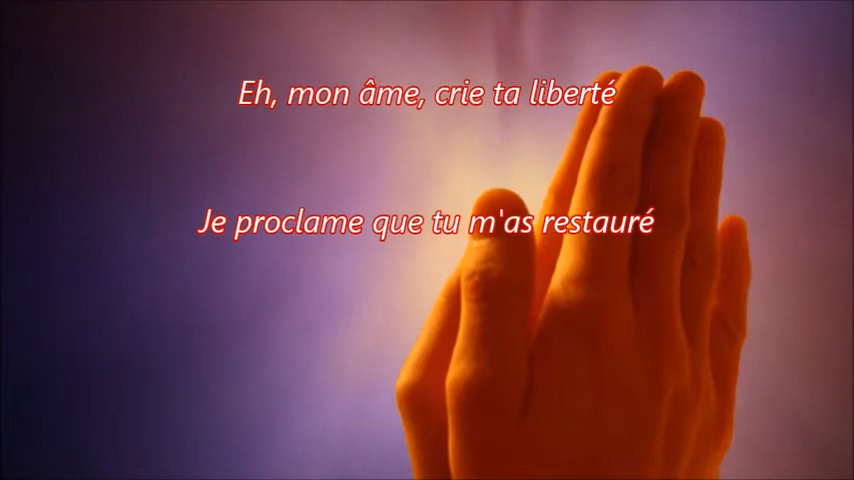 Eh, mon âme, crie ta liberté
Je proclame que tu m'as restauré